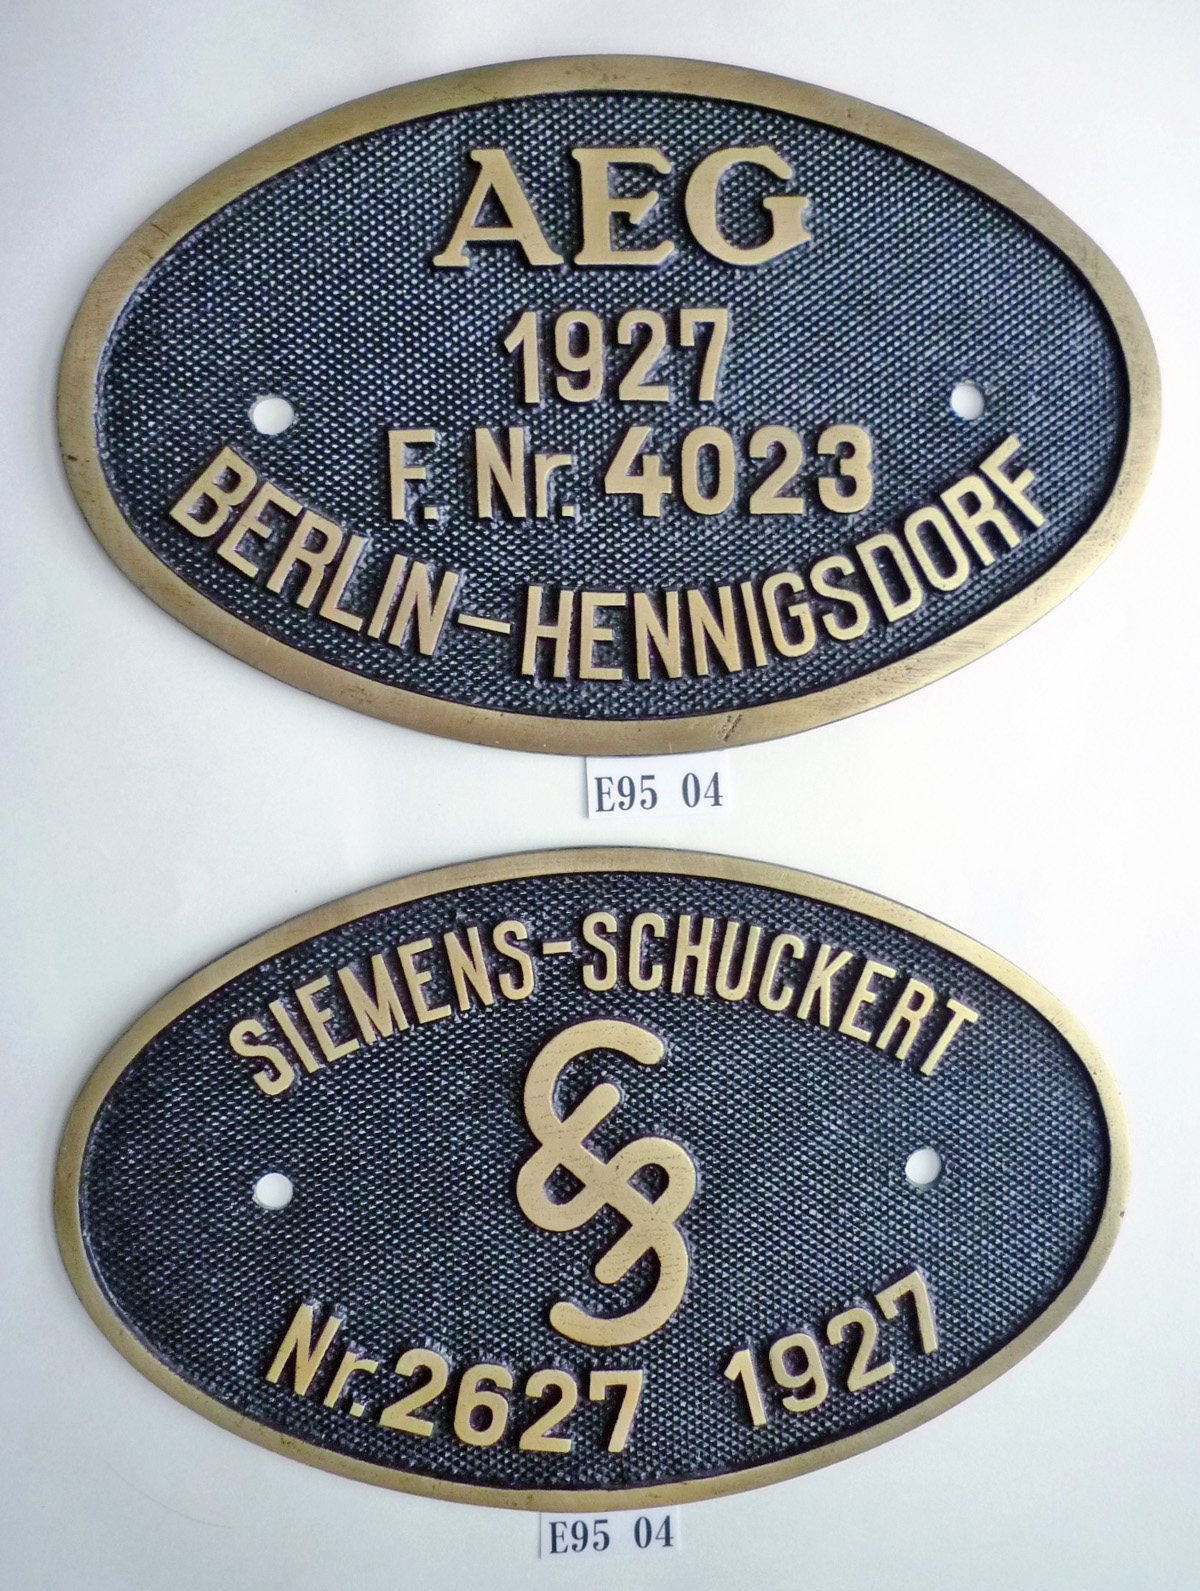 AEG
1927
F. Nr. 4023
BERLIN-HENNIGSDORF
E95 04
SIEMENS-SCHUCKERT
Nr. 2627 1927
E95 04